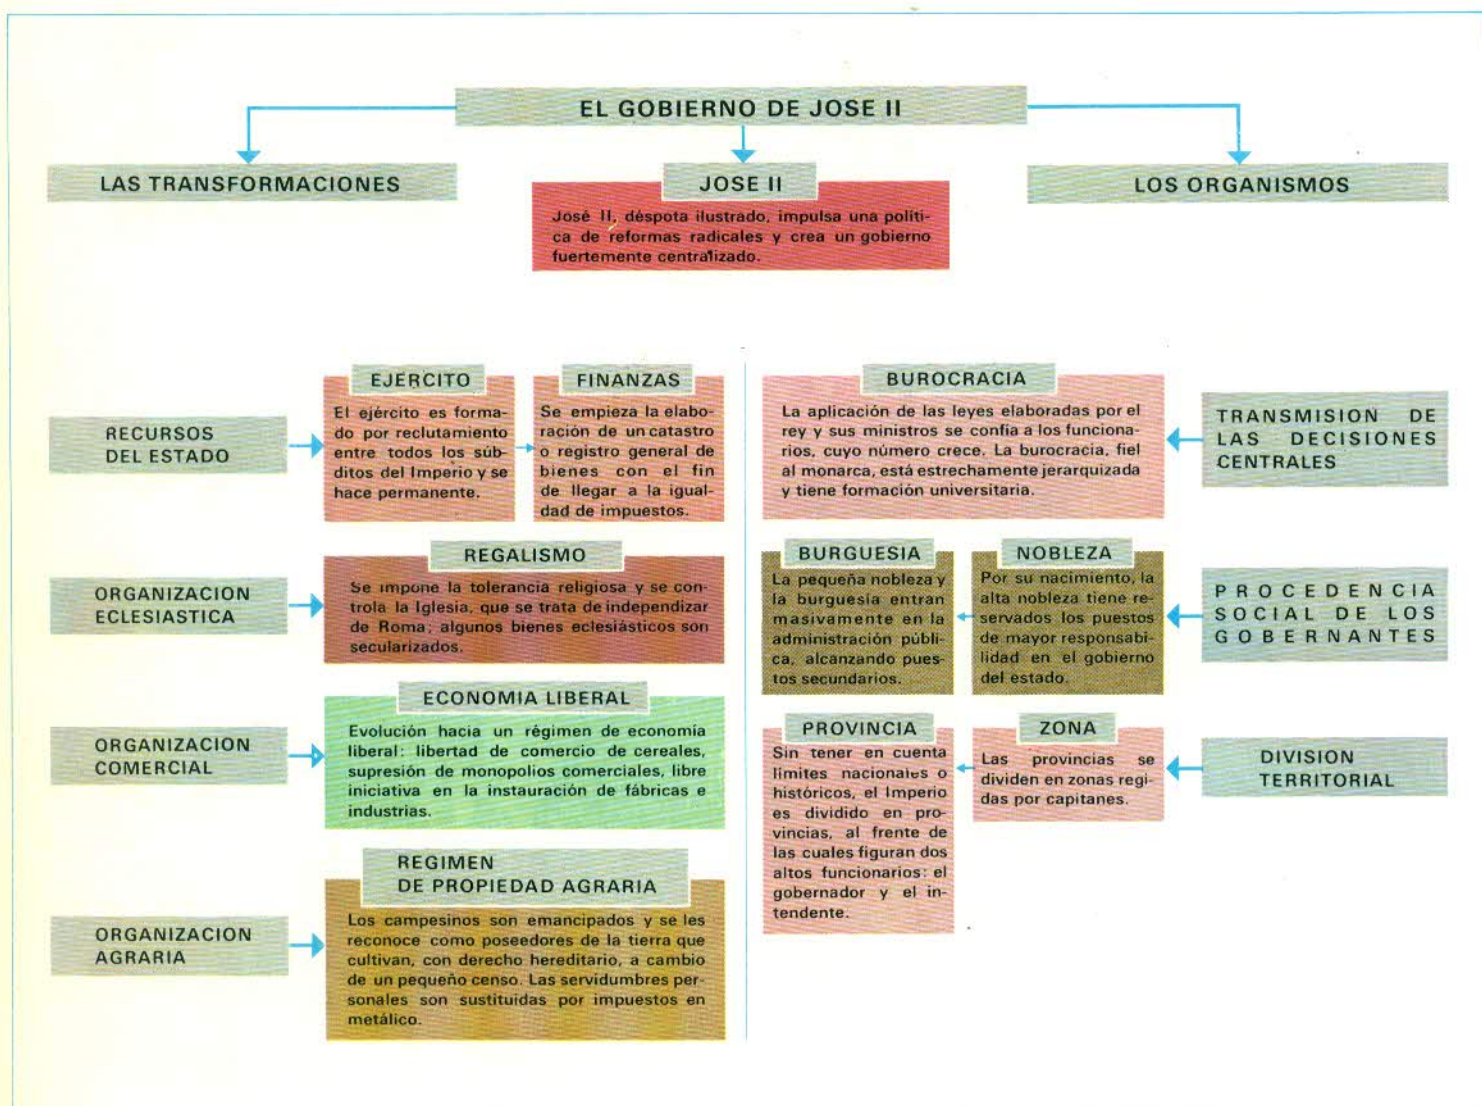 EL GOBIERNO DE JOSE II
LAS TRANSFORMACIONES
JOSE II
LOS ORGANISMOS
José II, déspota ilustrado, impulsa una políti-
ca de reformas radicales y crea un gobierno
fuertemente centralizado.
RECURSOS
DEL ESTADO
EJERCITO
El ejército es forma-
do por reclutamiento
entre todos los súb-
ditos del Imperio y se
hace permanente.
FINANZAS
Se empieza la elabo-
ración de un catastro
o registro general de
bienes con el fin
de llegar a la igual-
dad de impuestos.
ORGANIZACION
ECLESIASTICA
REGALISMO
Se impone la tolerancia religiosa y se con-
trola la Iglesia, que se trata de independizar
de Roma; algunos bienes eclesiásticos son
secularizados.
ORGANIZACION
COMERCIAL
ECONOMIA LIBERAL
Evolución hacia un régimen de economía
liberal: libertad de comercio de cereales,
supresión de monopolios comerciales, libre
iniciativa en la instauración de fábricas e
industrias.
ORGANIZACION
AGRARIA
REGIMEN
DE PROPIEDAD AGRARIA
Los campesinos son emancipados y se les
reconoce como poseedores de la tierra que
cultivan, con derecho hereditario, a cambio
de un pequeño censo. Las servidumbres per-
sonales son sustituidas por impuestos en
metálico.
BUROCRACIA
La aplicación de las leyes elaboradas por el
rey y sus ministros se confía a los funciona-
rios, cuyo número crece. La burocracia, fiel
al monarca, está estrechamente jerarquizada
y tiene formación universitaria.
TRANSMISION DE
LAS DECISIONES
CENTRALES
BURGUESIA
La pequeña nobleza y
la burguesía entran
masivamente en la
administración públi-
ca, alcanzando pues-
tos secundarios.
NOBLEZA
Por su nacimiento, la
alta nobleza tiene re-
servados los puestos
de mayor responsabi-
lidad en el gobierno
del estado.
PROCEDENCIA
SOCIAL DE LOS
GOBERNANTES
PROVINCIA
Sin tener en cuenta
límites nacionales o
históricos, el Imperio
es dividido en pro-
vincias, al frente de
las cuales figuran dos
altos funcionarios: el
gobernador y el in-
tendente.
ZONA
Las provincias se
dividen en zonas regi-
das por capitanes.
DIVISION
TERRITORIAL